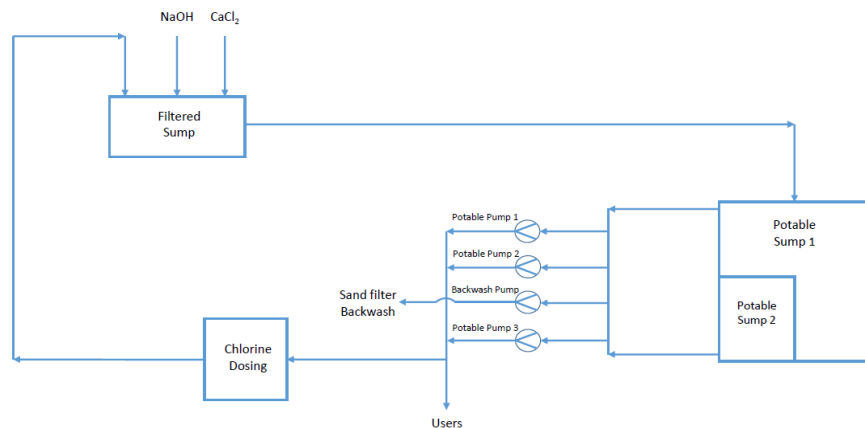 NaOH
CaCl₂
Filtered
Sump
Potable Pump 1
Potable
Sump 1
Potable Pump 2
Sand filter
Backwash
Backwash Pump
Potable
Sump 2
Potable Pump 3
Chlorine
Dosing
Users